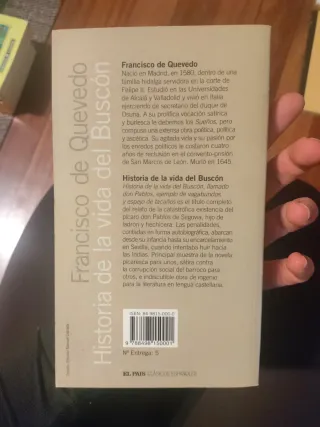 Francisco de Quevedo
Historia de la vida del Buscón
Francisco de Quevedo
Nació en Madrid, en 1580, dentro de una
familia hidalga servidora en la corte de
Felipe II. Estudió en las Universidades
de Alcalá y Valladolid y vivió en Italia
ejerciendo de secretario del duque de
Osuna. A su prolífica vocación satírica
y burlesca le debemos los Sueños, pero
compuso una extensa obra poética, política
y ascética. Su agitada vida y su pasión por
los enredos políticos le costaron cuatro
años de reclusión en el convento-prisión
de San Marcos de León. Murió en 1645.
Historia de la vida del Buscón
Historia de la vida del Buscón, llamado
don Pablos, ejemplo de vagabundos
y espejo de tacaños es el título completo
del relato de la catastrófica existencia del
pícaro don Pablos de Segovia, hijo de
ladrón y hechicera. Las penalidades,
contadas en forma autobiográfica, abarcan
desde su infancia hasta su encarcelamiento
en Sevilla, cuando intentaba huir hacia
las Indias. Principal muestra de la novela
picaresca para unos, sátira contra
la corrupción social del barroco para
otros, e indiscutible obra de ingenio
para la literatura en lengua castellana.
9 788498 150001
Nº Entrega: 5
EL PAIS CLÁSICOS ESPAÑOLES